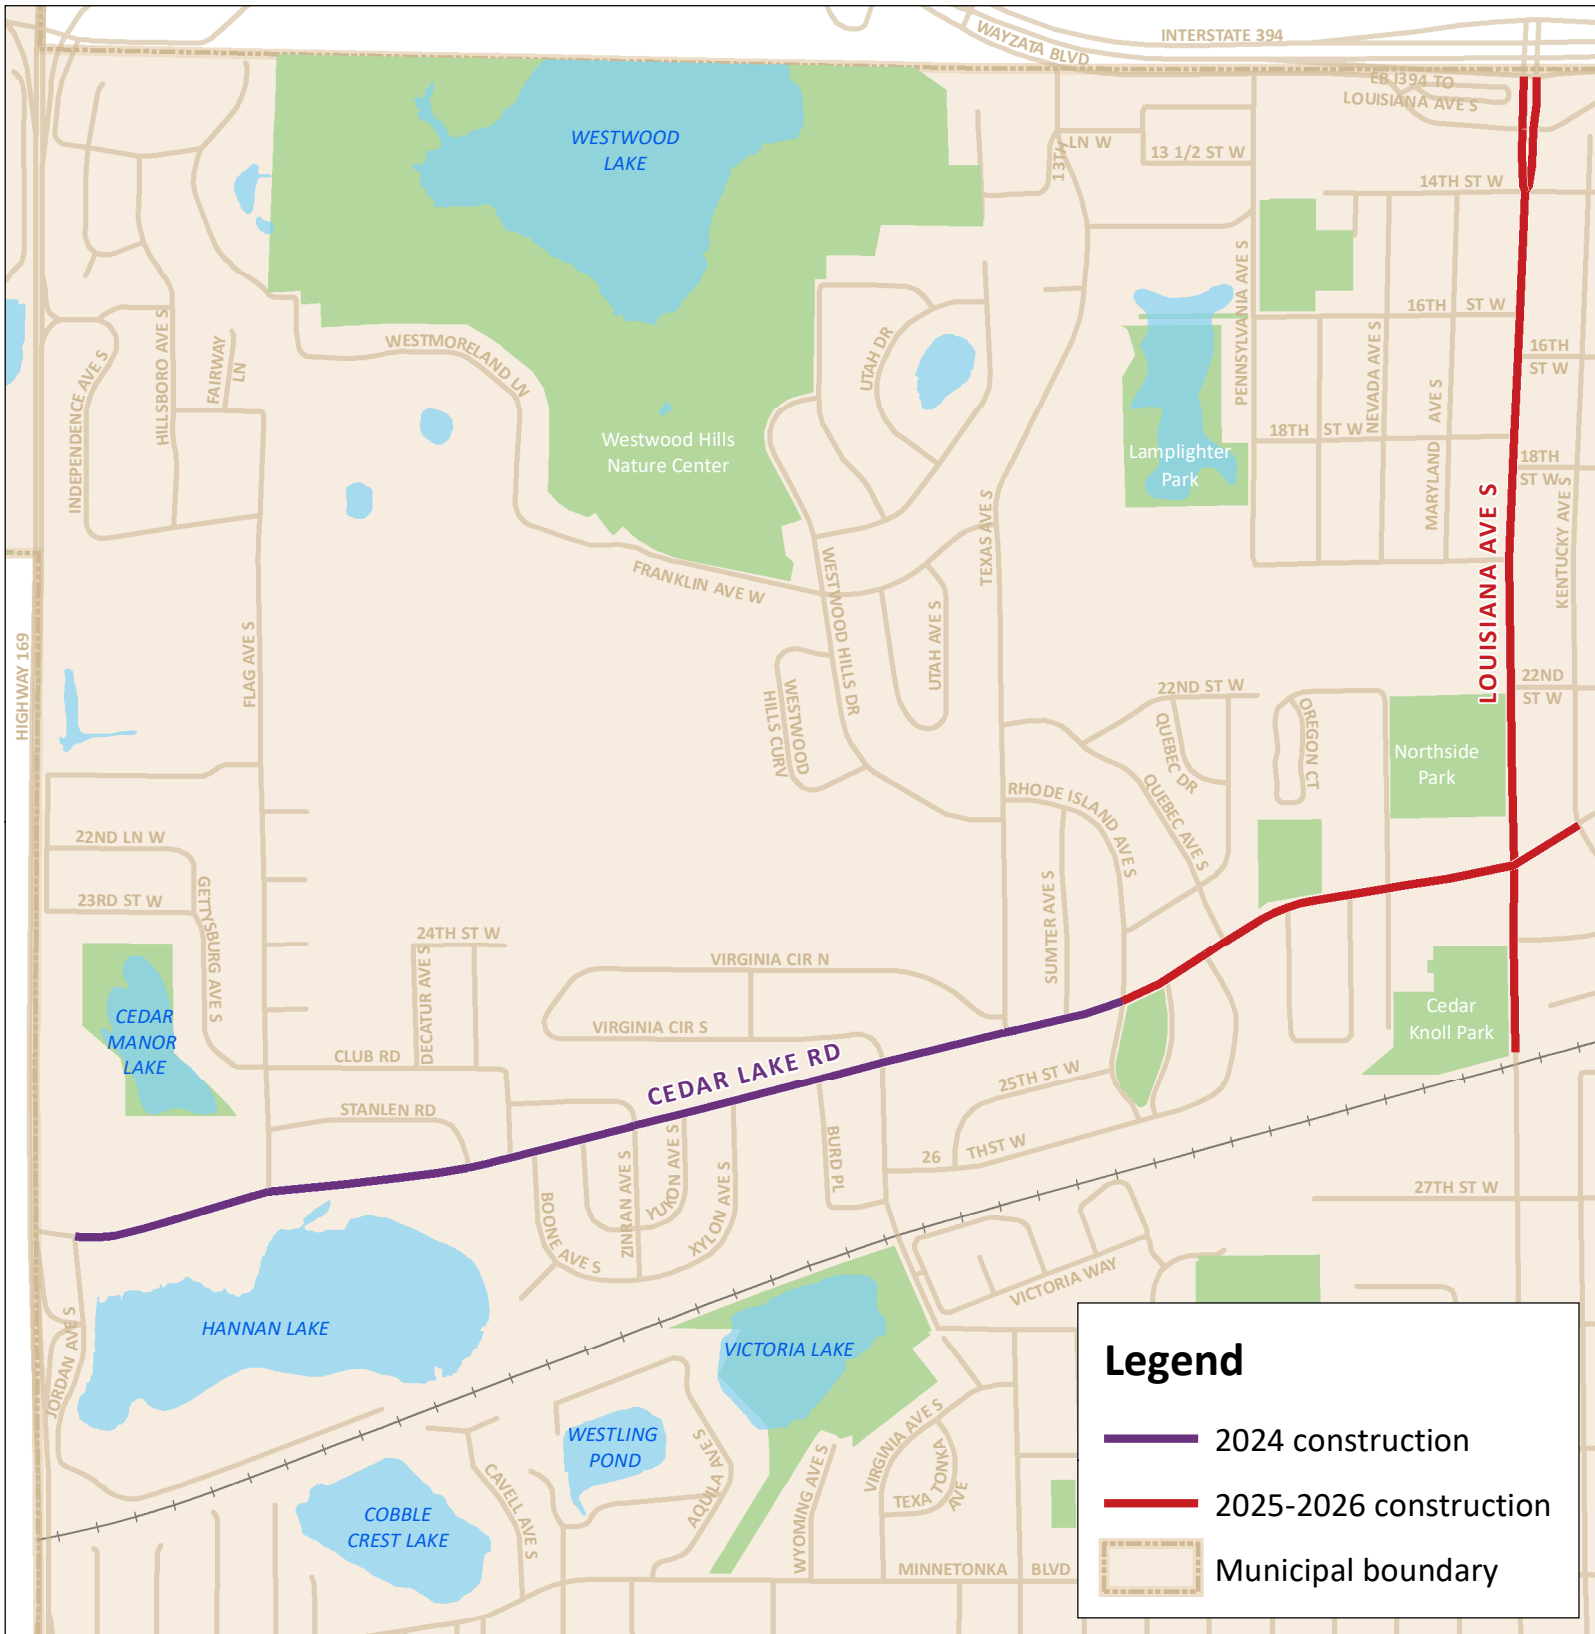 INTERSTATE 394
WAYZATA BLVD
EB I394 TO
LOUISIANA AVE S
WESTWOOD
LAKE
13TH
LN W
13 1/2 ST W
14TH ST W
PENNSYLVANIA AVE S
16TH ST W
16TH
ST W
INDEPENDENCE AVE S
HILLSBORO AVE S
FAIRWAY
LN
WESTMORELAND LN
UTAH DR
NEVADA AVE S
MARYLAND AVE S
18TH ST W
18TH
ST W
KENTUCKY AVE S
Westwood Hills
Nature Center
Lamplighter
Park
LOUISIANA AVE S
TEXAS AVE S
FRANKLIN AVE W
WESTWOOD HILLS DR
UTAH AVE S
HIGHWAY 169
FLAG AVE S
WESTWOOD
HILLS CURV
22ND ST W
22ND
ST W
QUEBEC DR
QUEBEC AVE S
OREGON CT
Northside
Park
RHODE ISLAND AVE S
22ND LN W
23RD ST W
GETTYSBURG AVE S
24TH ST W
DECATUR AVE S
VIRGINIA CIR N
SUMTER AVE S
CEDAR
MANOR
LAKE
VIRGINIA CIR S
CLUB RD
CEDAR LAKE RD
Cedar
Knoll Park
25TH ST W
STANLEN RD
BURD PL
26 THST W
BOONE AVE S
ZINRAN AVE S
YUKON AVE S
XYLON AVE S
27TH ST W
VICTORIA WAY
HANNAN LAKE
JORDAN AVE S
VICTORIA LAKE
WESTLING
POND
AQUILA AVE S
CAVELL AVE S
COBBLE
CREST LAKE
WYOMING AVE S
VIRGINIA AVE S
TEXA TONKA
AVE
MINNETONKA BLVD
Legend
2024 construction
2025-2026 construction
Municipal boundary